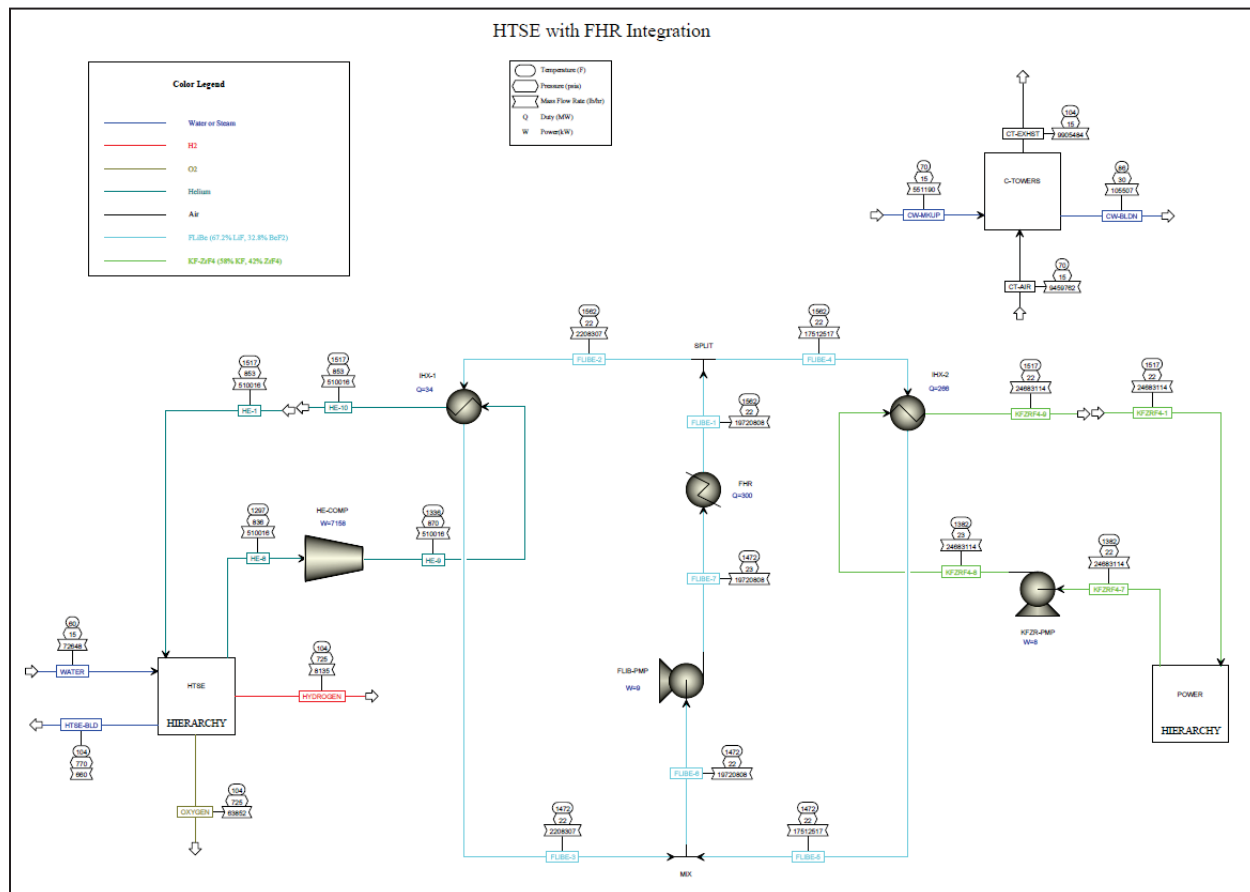 HTSE with FHR Integration
Color Legend
Water or Steam
H2
O2
Helium
Air
FLiBe (67.2% LiF, 32.8% BeF2)
KF-ZrF4 (58% KF, 42% ZrF4)
Temperature (F)
Pressure (psia)
Mass Flow Rate (lb/hr)
Q Duty (MW)
W Power(kW)
104
15
9905484
CT-EXHST
C-TOWERS
70
15
551190
CW-MKUP
86
30
105507
CW-BLDN
70
15
9459762
CT-AIR
1562
22
2208307
FLIBE-2
SPLIT
1562
22
17512517
FLIBE-4
1517
853
510016
HE-1
1517
853
510016
HE-10
IHX-1
Q=34
IHX-2
Q=266
1517
22
24683114
KFZRF4-9
1517
22
24683114
KFZRF4-1
1562
22
19720808
FLIBE-1
FHR
Q=300
1297
836
510016
HE-8
HE-COMP
W=7158
1336
870
510016
HE-9
1472
23
19720808
FLIBE-7
1382
23
24683114
KFZRF4-8
1382
22
24683114
KFZRF4-7
KFZR-PMP
W=8
60
15
72648
WATER
HTSE
HIERARCHY
104
725
8135
HYDROGEN
HTSE-BLD
104
770
660
FLIB-PMP
W=9
POWER
HIERARCHY
1472
22
19720808
FLIBE-6
104
725
63852
OXYGEN
1472
22
2208307
FLIBE-3
MIX
1472
22
17512517
FLIBE-5